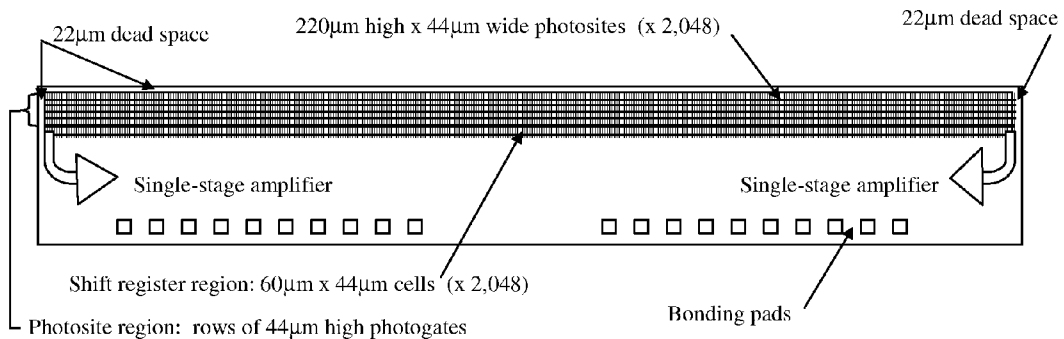 22μm dead space
220μm high x 44μm wide photosites (x 2,048)
22μm dead space
Single-stage amplifier
Single-stage amplifier
Shift register region: 60μm x 44μm cells (x 2,048)
Bonding pads
Photosite region: rows of 44μm high photogates